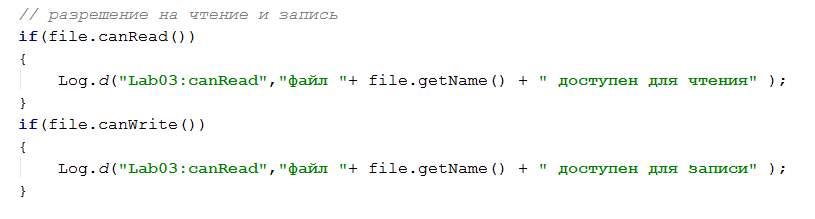 // разрешение на чтение и запись
if(file.canRead())
{
Log.d("Lab03:canRead","файл "+ file.getName() + " доступен для чтения" );
}
if(file.canWrite())
{
Log.d("Lab03:canRead","файл "+ file.getName() + " доступен для записи" );
}